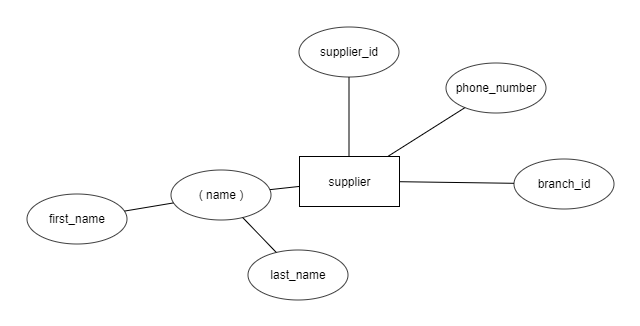 supplier_id
phone_number
supplier
branch_id
( name )
first_name
last_name